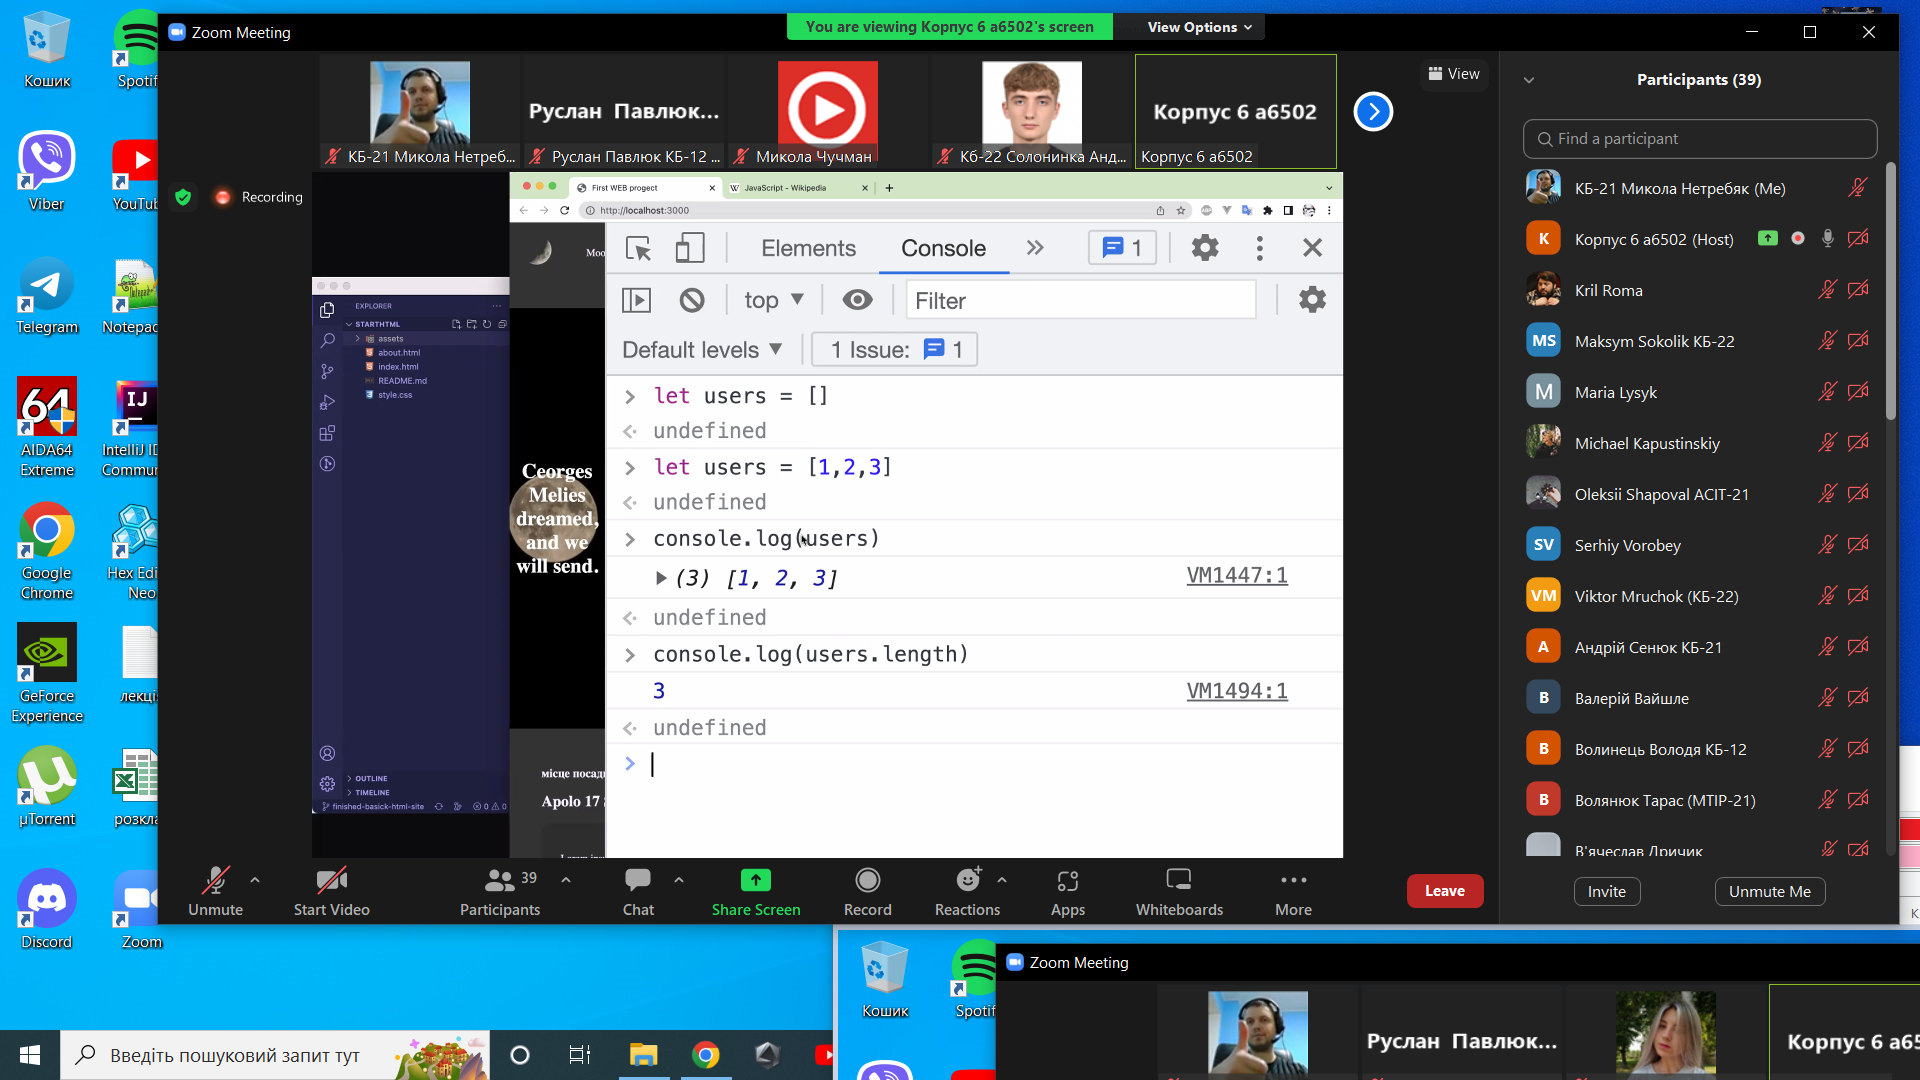 Zoom Meeting
You are viewing Корпус 6 а6502's screen
View Options
Кошик
Spotif
Viber
YouTub
Telegram
Notepac
AIDA64
Extreme
IntelliJ ID
Commun
Google
Chrome
Hex Edi
Neo
GeForce
Experience
лекці
µTorrent
розкла
Discord
Zoom
Руслан Павлюк...
Корпус 6 а6502
View
КБ-21 Микола Нетреб...
Руслан Павлюк КБ-12 ...
Микола Чучман
Кб-22 Солонинка Анд...
Корпус 6 а6502
Recording
First WEB progect
JavaScript - Wikipedia
http://localhost:3000
EXPLORER
STARTHTML
assets
about.html
index.html
README.md
style.css
OUTLINE
TIMELINE
finished-basick-html-site
0
0
Moo
Ceorges
Melies
dreamed,
and we
will send.
місце посад
Apolo 17
Elements
Console
1
top
Filter
Default levels
1 Issue:
1
let users = []
undefined
let users = [1,2,3]
undefined
console.log(users)
(3) [1, 2, 3]
VM1447:1
undefined
console.log(users.length)
3
VM1494:1
undefined
Participants (39)
Find a participant
КБ-21 Микола Нетребяк (Me)
K
Корпус 6 а6502 (Host)
Kril Roma
MS
Maksym Sokolik КБ-22
M
Maria Lysyk
Michael Kapustinskiy
Oleksii Shapoval ACIT-21
SV
Serhiy Vorobey
VM
Viktor Mruchok (КБ-22)
А
Андрій Сенюк КБ-21
В
Валерій Вайшле
В
Волинець Володя КБ-12
В
Волянюк Тарас (МТІР-21)
В'ячеслав Дричик
Invite
Unmute Me
Unmute
Start Video
39
Participants
Chat
Share Screen
Record
Reactions
Apps
Whiteboards
More
Leave
К
Кошик
Spotif
Zoom Meeting
Руслан Павлюк...
Корпус 6 а65
Введіть пошуковий запит тут